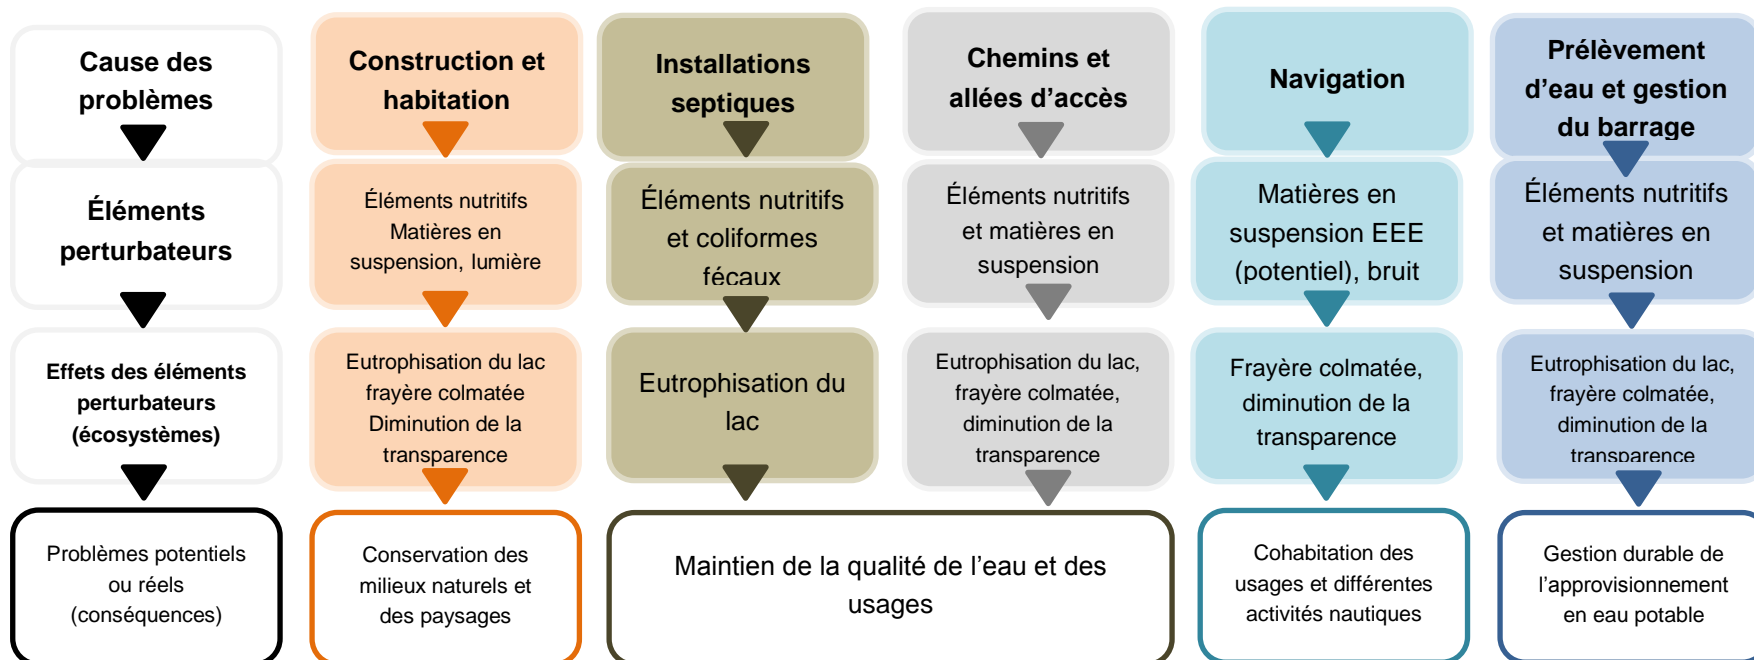 Cause des
problèmes
Construction et
habitation
Installations
septiques
Chemins et
allées d’accès
Navigation
Prélèvement
d’eau et gestion
du barrage
Éléments
perturbateurs
Éléments nutritifs
Matières en
suspension, lumière
Éléments nutritifs
et coliformes
fécaux
Éléments nutritifs
et matières en
suspension
Matières en
suspension EEE
(potentiel), bruit
Éléments nutritifs
et matières en
suspension
Effets des éléments
perturbateurs
(écosystèmes)
Eutrophisation du lac
frayère colmatée
Diminution de la
transparence
Eutrophisation du
lac
Eutrophisation du lac,
frayère colmatée,
diminution de la
transparence
Frayère colmatée,
diminution de la
transparence
Eutrophisation du lac,
frayère colmatée,
diminution de la
transparence
Problèmes potentiels
ou réels
(conséquences)
Conservation des
milieux naturels et
des paysages
Maintien de la qualité de l’eau et des
usages
Cohabitation des
usages et différentes
activités nautiques
Gestion durable de
l’approvisionnement
en eau potable